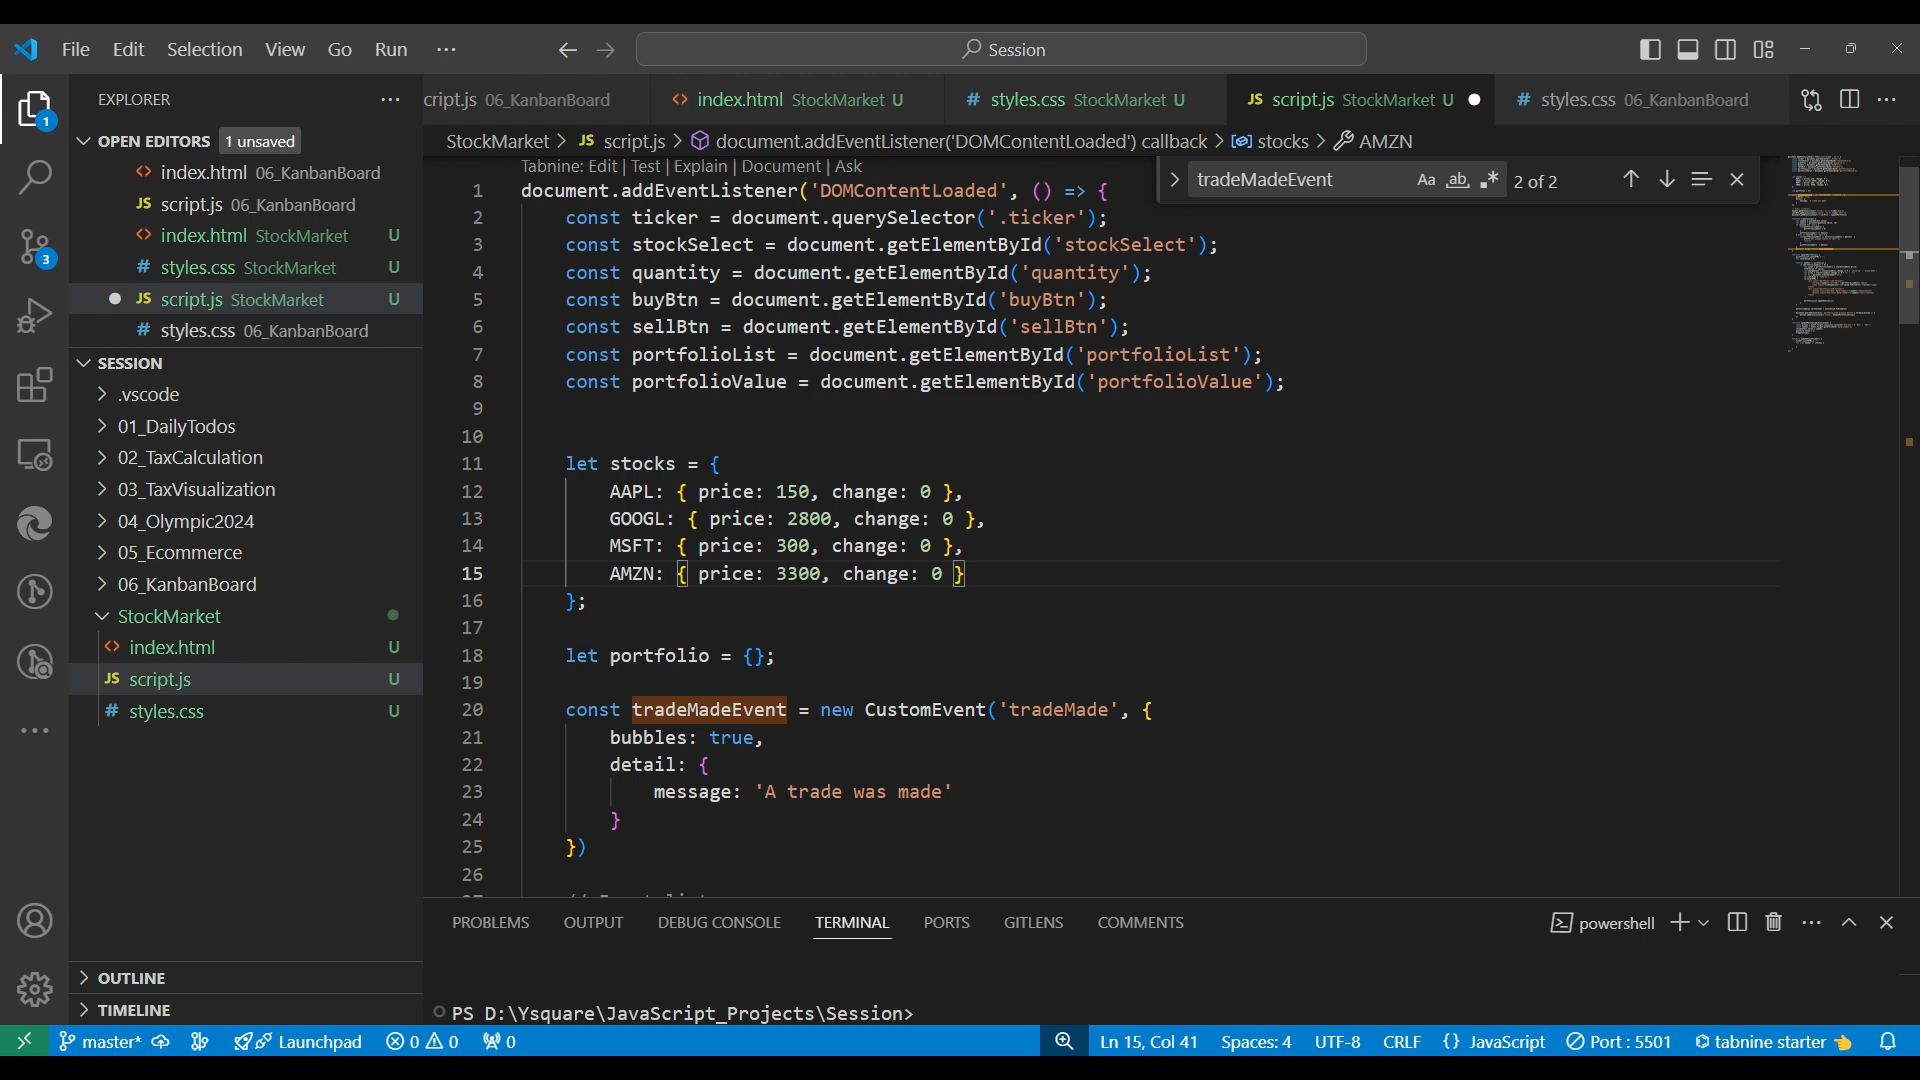 File Edit Selection View Go Run ··· Session
EXPLORER ···
OPEN EDITORS 1 unsaved
index.html 06_KanbanBoard
JS script.js 06_KanbanBoard
index.html StockMarket U
# styles.css StockMarket U
JS script.js StockMarket U
# styles.css 06_KanbanBoard
SESSION
.vscode
01_DailyTodos
02_TaxCalculation
03_TaxVisualization
04_Olympic2024
05_Ecommerce
06_KanbanBoard
StockMarket
index.html U
JS script.js U
# styles.css U
OUTLINE
TIMELINE
1
3
cript.js 06_KanbanBoard index.html StockMarket U # styles.css StockMarket U JS script.js StockMarket U # styles.css 06_KanbanBoard
StockMarket > JS script.js > document.addEventListener('DOMContentLoaded') callback > stocks > AMZN
tradeMadeEvent Aa ab .* 2 of 2
Tabnine: Edit | Test | Explain | Document | Ask
1 document.addEventListener('DOMContentLoaded', () => {
2 const ticker = document.querySelector('.ticker');
3 const stockSelect = document.getElementById('stockSelect');
4 const quantity = document.getElementById('quantity');
5 const buyBtn = document.getElementById('buyBtn');
6 const sellBtn = document.getElementById('sellBtn');
7 const portfolioList = document.getElementById('portfolioList');
8 const portfolioValue = document.getElementById('portfolioValue');
9
10
11 let stocks = {
12 AAPL: { price: 150, change: 0 },
13 GOOGL: { price: 2800, change: 0 },
14 MSFT: { price: 300, change: 0 },
15 AMZN: { price: 3300, change: 0 }
16 };
17
18 let portfolio = {};
19
20 const tradeMadeEvent = new CustomEvent('tradeMade', {
21 bubbles: true,
22 detail: {
23 message: 'A trade was made'
24 }
25 })
26
PROBLEMS OUTPUT DEBUG CONSOLE TERMINAL PORTS GITLENS COMMENTS powershell
PS D:\Ysquare\JavaScript_Projects\Session>
master* Launchpad 0 0 0 Ln 15, Col 41 Spaces: 4 UTF-8 CRLF {} JavaScript Port : 5501 tabnine starter